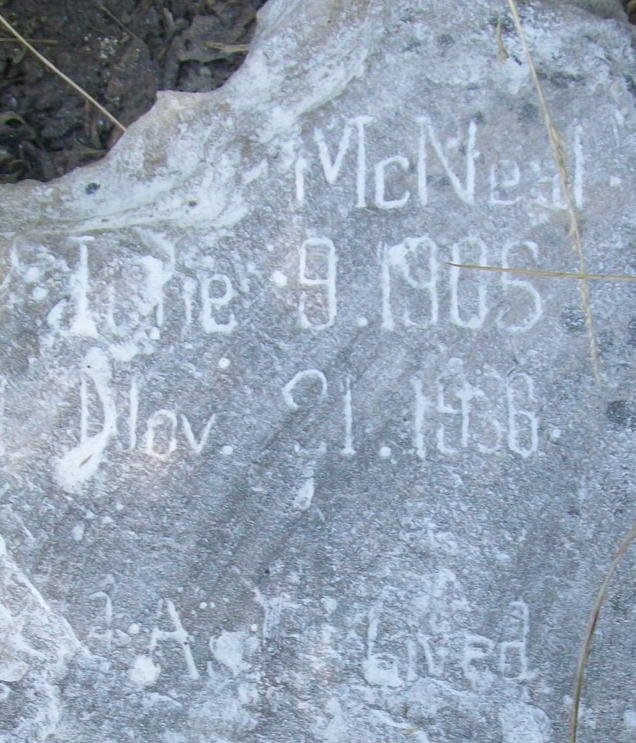 McNeal
June 9. 1905
Nov. 21. 1936.
Lived